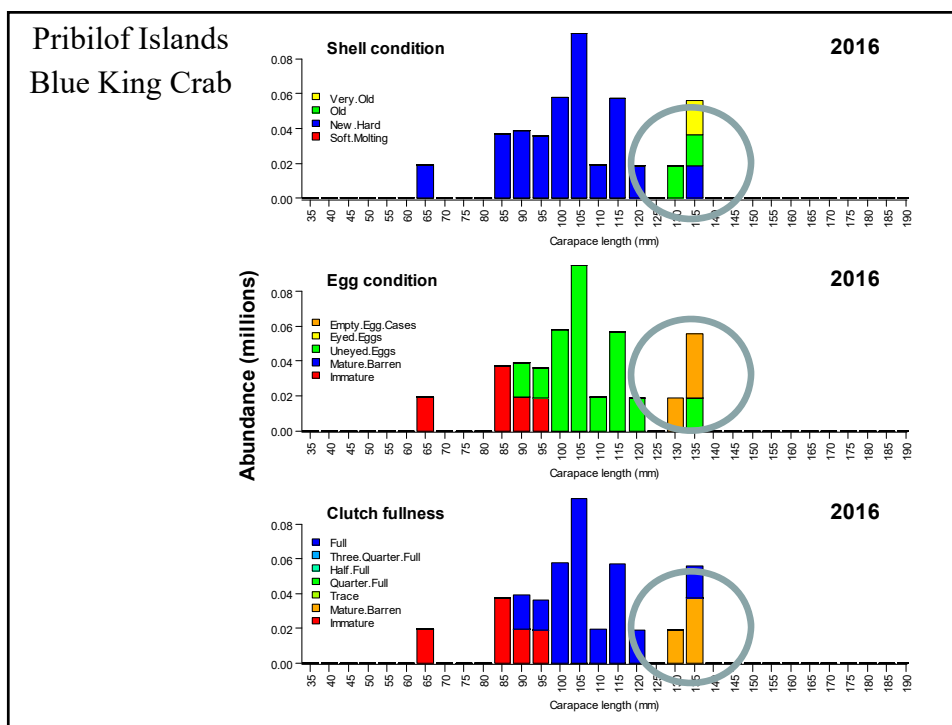 Pribilof Islands
Blue King Crab
Shell condition
2016
0.08
0.06
0.04
0.02
0.00
Very.Old
Old
New.Hard
Soft.Molting
35 40 45 50 55 60 65 70 75 80 85 90 95 100 105 110 115 120 125 130 135 140 145 150 155 160 165 170 175 180 185 190
Carapace length (mm)
Abundance (millions)
Egg condition
2016
0.08
0.06
0.04
0.02
0.00
Empty.Egg.Cases
Eyed.Eggs
Uneyed.Eggs
Mature.Barren
Immature
35 40 45 50 55 60 65 70 75 80 85 90 95 100 105 110 115 120 125 130 135 140 145 150 155 160 165 170 175 180 185 190
Carapace length (mm)
Clutch fullness
2016
0.08
0.06
0.04
0.02
0.00
Full
Three.Quarter.Full
Half.Full
Quarter.Full
Trace
Mature.Barren
Immature
35 40 45 50 55 60 65 70 75 80 85 90 95 100 105 110 115 120 125 130 135 140 145 150 155 160 165 170 175 180 185 190
Carapace length (mm)